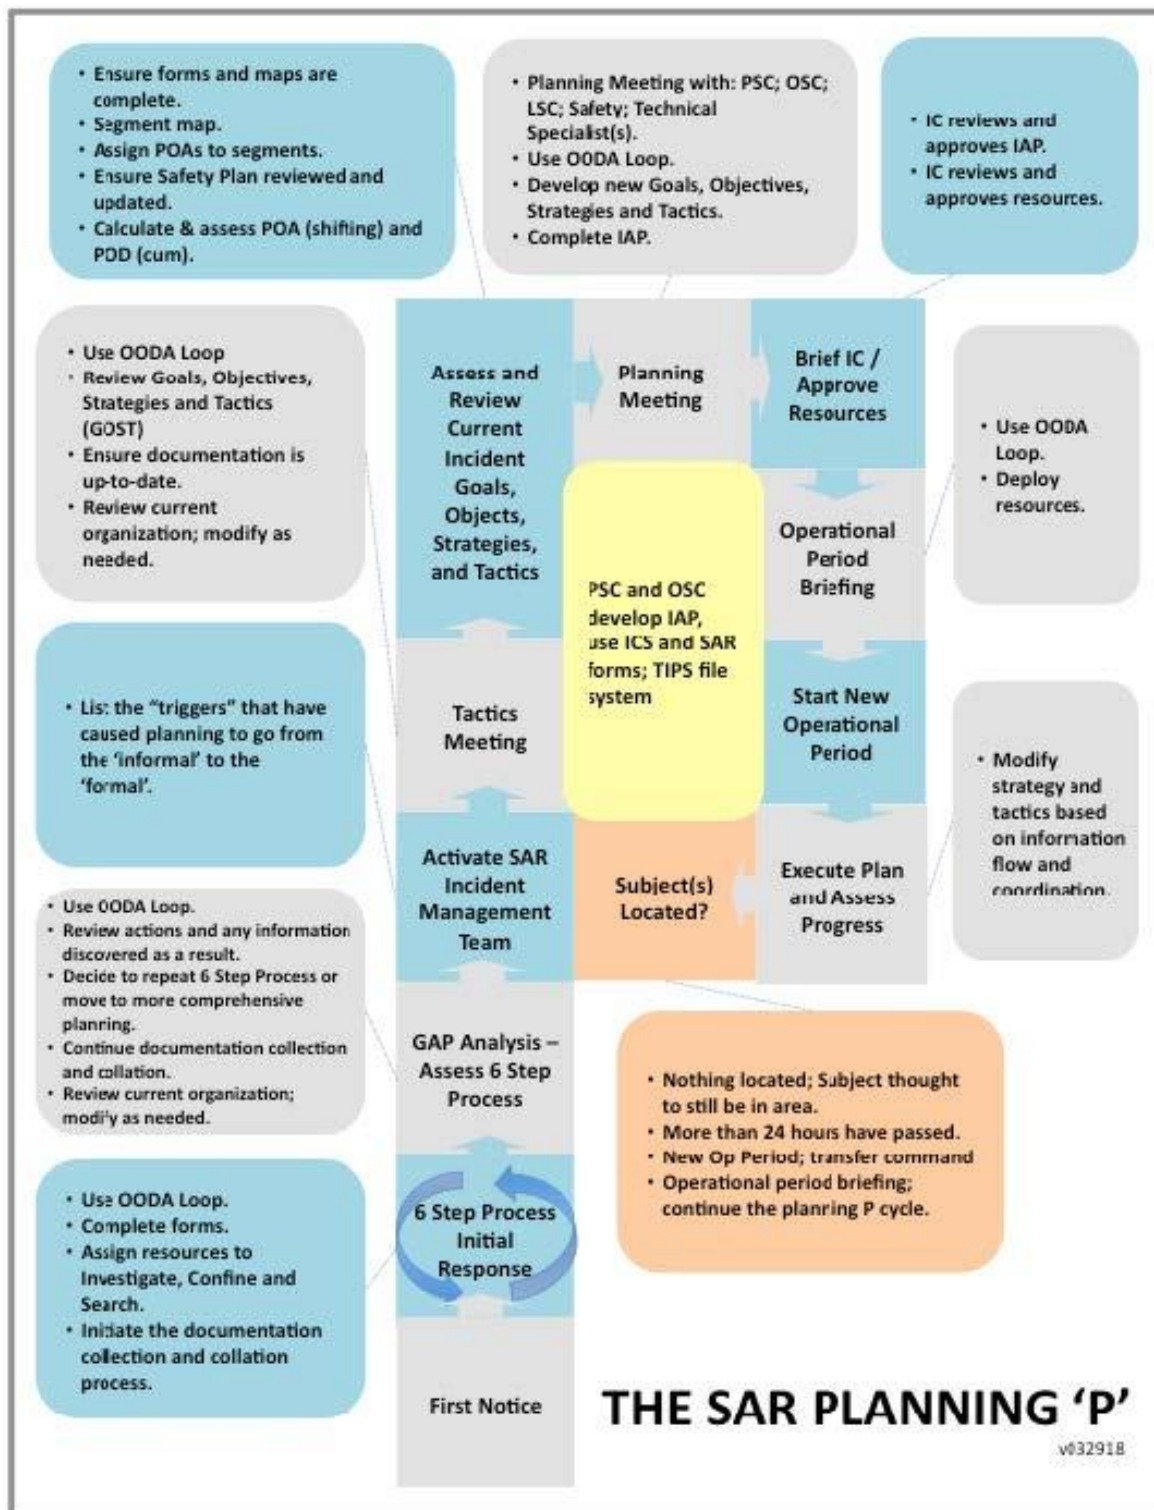 • Ensure forms and maps are
complete.
• Segment map.
• Assign POAs to segments.
• Ensure Safety Plan reviewed and
updated.
• Calculate & assess POA (shifting) and
POD (cum).
• Planning Meeting with: PSC; OSC;
LSC; Safety; Technical
Specialist(s).
• Use OODA Loop.
• Develop new Goals, Objectives,
Strategies and Tactics.
• Complete IAP.
• IC reviews and
approves IAP.
• IC reviews and
approves resources.
• Use OODA Loop
• Review Goals, Objectives,
Strategies and Tactics
(GOST)
• Ensure documentation is
up-to-date.
• Review current
organization; modify as
needed.
Assess and
Review
Current
Incident
Goals,
Objects,
Strategies,
and Tactics
Planning
Meeting
Brief IC /
Approve
Resources
• Use OODA
Loop.
• Deploy
resources.
Operational
Period
Briefing
PSC and OSC
develop IAP,
use ICS and SAR
forms; TIPS file
system
• List the “triggers” that have
caused planning to go from
the ‘informal’ to the
‘formal’.
Tactics
Meeting
Start New
Operational
Period
• Modify
strategy and
tactics based
on information
flow and
coordination.
Activate SAR
Incident
Management
Team
Subject(s)
Located?
Execute Plan
and Assess
Progress
• Use OODA Loop.
• Review actions and any information
discovered as a result.
• Decide to repeat 6 Step Process or
move to more comprehensive
planning.
• Continue documentation collection
and collation.
• Review current organization;
modify as needed.
GAP Analysis –
Assess 6 Step
Process
• Nothing located; Subject thought
to still be in area.
• More than 24 hours have passed.
• New Op Period; transfer command
• Operational period briefing;
continue the planning P cycle.
• Use OODA Loop.
• Complete forms.
• Assign resources to
Investigate, Confine and
Search.
• Initiate the documentation
collection and collation
process.
6 Step Process
Initial
Response
First Notice
THE SAR PLANNING ‘P’
v032918